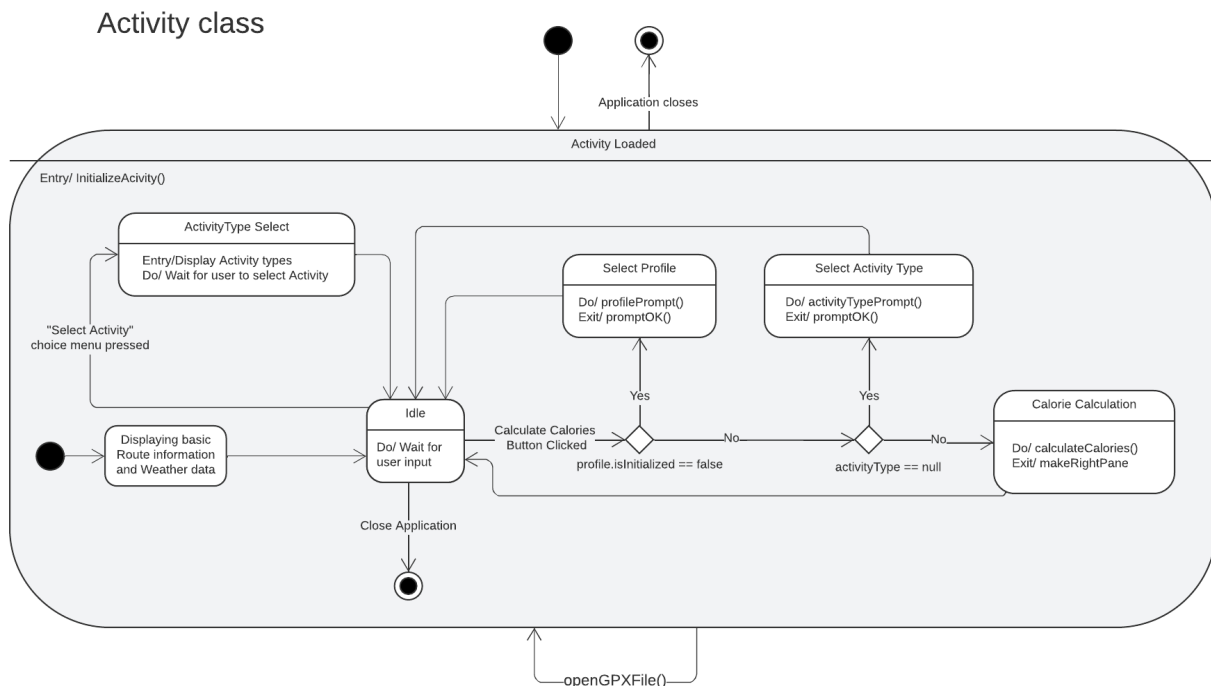 Activity class
Application closes
Activity Loaded
Entry/ InitializeAcivity()
ActivityType Select
Entry/Display Activity types
Do/ Wait for user to select Activity
Select Profile
Do/ profilePrompt()
Exit/ promptOK()
Select Activity Type
Do/ activityTypePrompt()
Exit/ promptOK()
"Select Activity"
choice menu pressed
Yes
Yes
Idle
Do/ Wait for
user input
Calculate Calories
Button Clicked
No
No
profile.isInitialized == false
activityType == null
Calorie Calculation
Do/ calculateCalories()
Exit/ makeRightPane
Displaying basic
Route information
and Weather data
Close Application
openGPXFile()